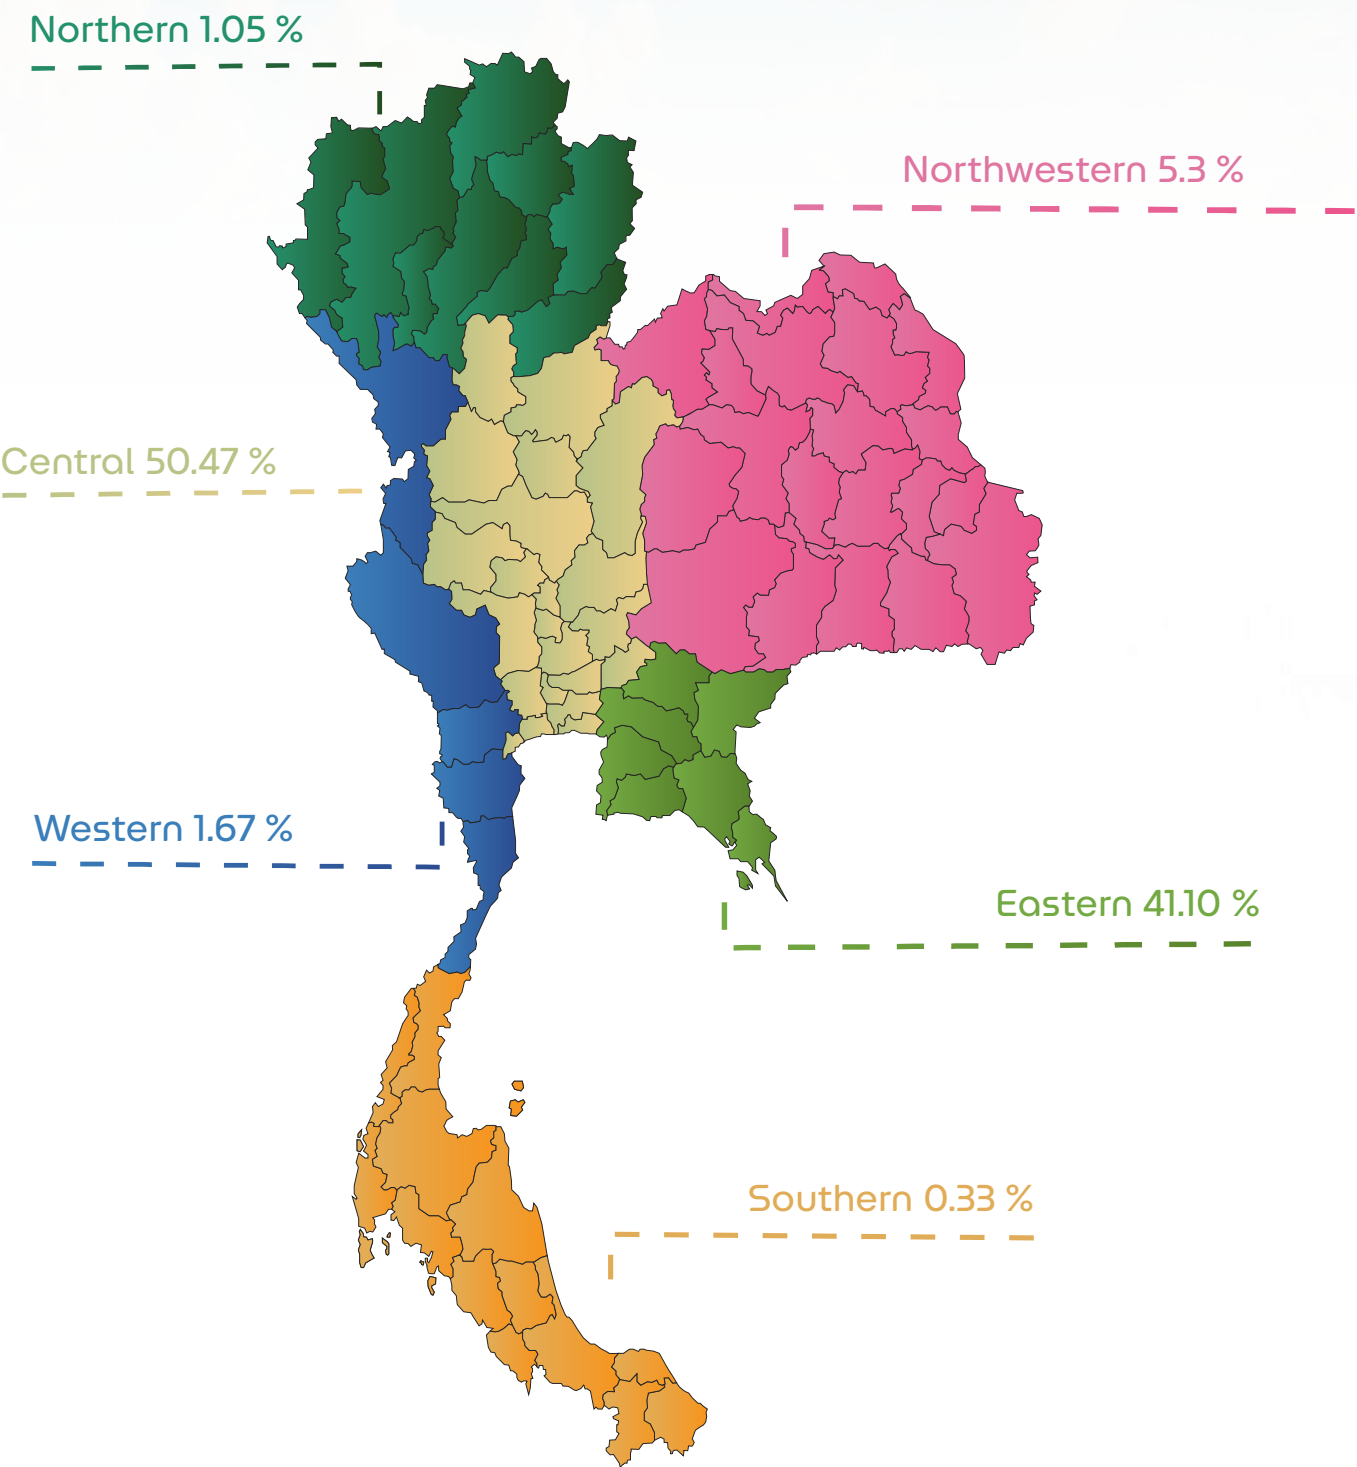 Northern 1.05 %
Northwestern 5.3 %
Central 50.47 %
Western 1.67 %
Eastern 41.10 %
Southern 0.33 %